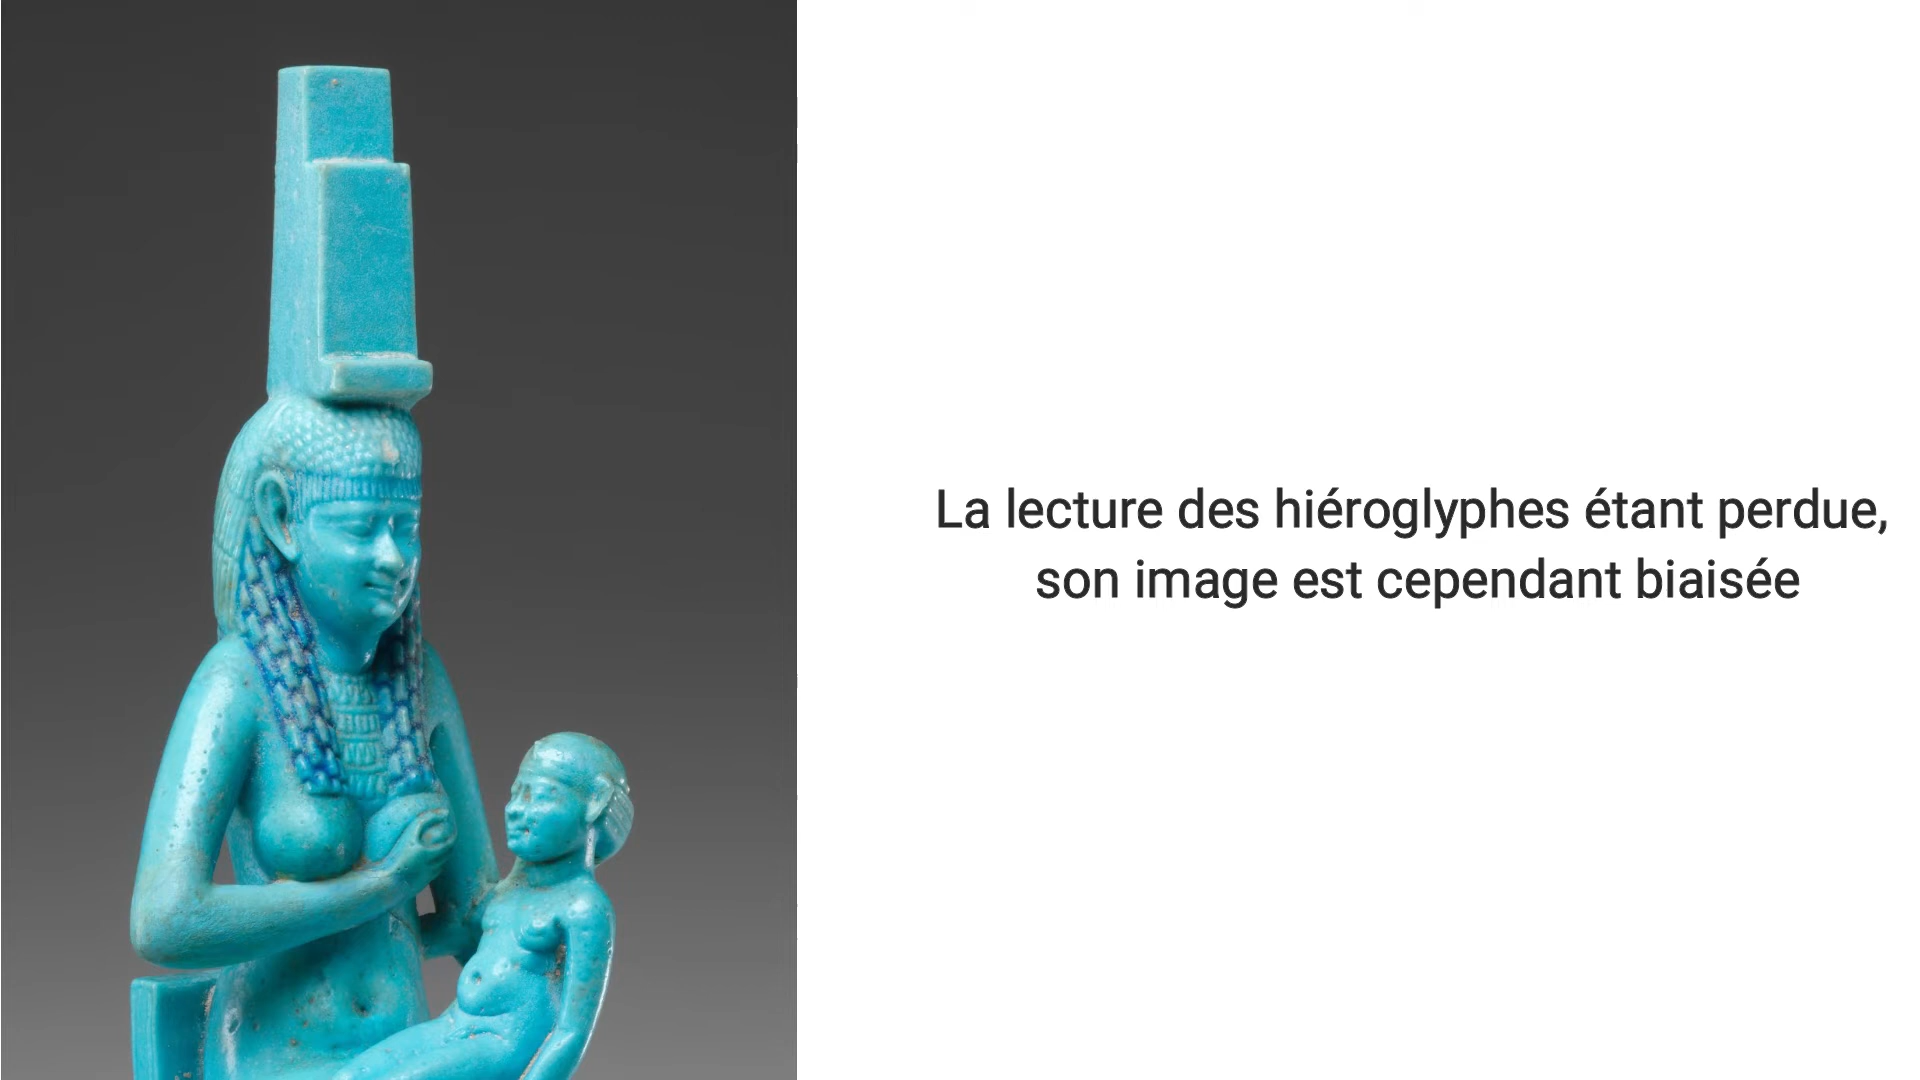 La lecture des hiéroglyphes étant perdue,
son image est cependant biaisée